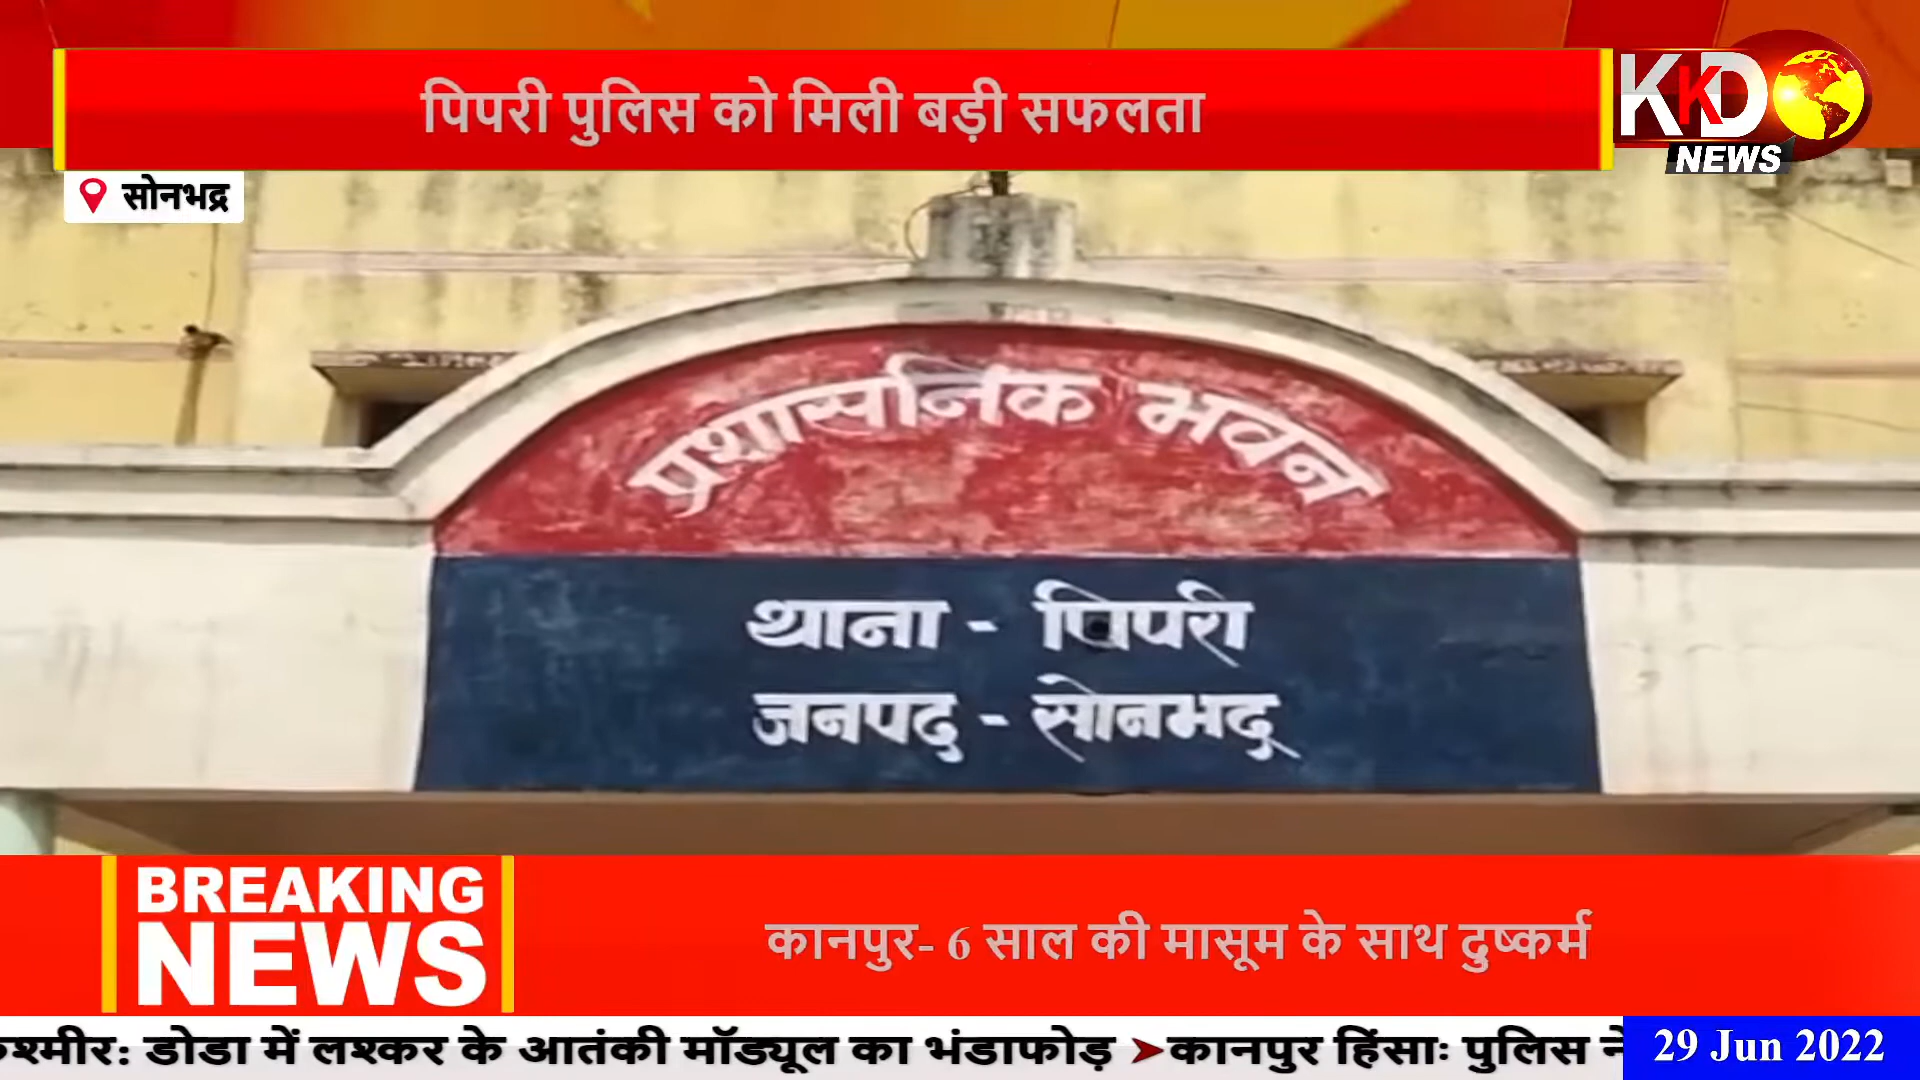 पिपरी पुलिस को मिली बड़ी सफलता
KKD
NEWS
सोनभद्र
प्रशासनिक भवन
थाना - पिपरी
जनपद - सोनभद्र
BREAKING
NEWS
कानपुर- 6 साल की मासूम के साथ दुष्कर्म
श्मीर: डोडा में लश्कर के आतंकी मॉड्यूल का भंडाफोड़ ➤कानपुर हिंसाः पुलिस ने
29 Jun 2022